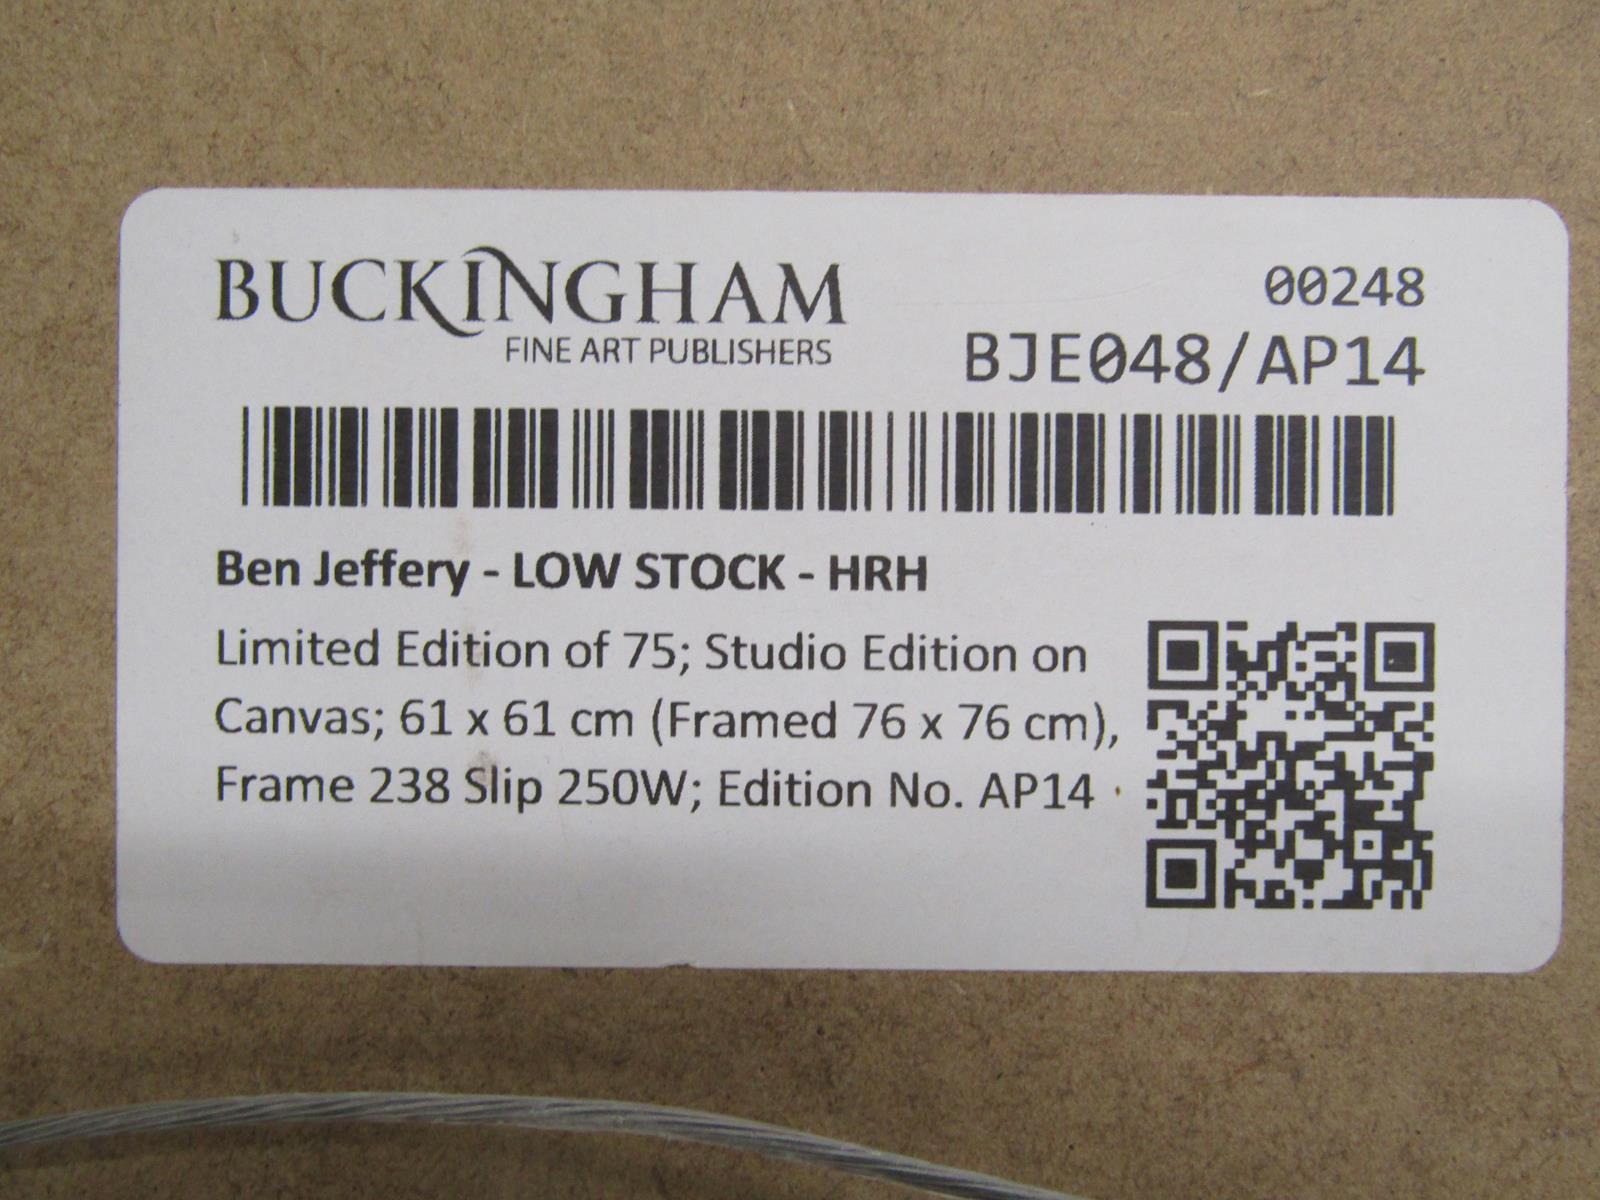 BUCKINGHAM
FINE ART PUBLISHERS
00248
BJE048/AP14
Ben Jeffery - LOW STOCK - HRH
Limited Edition of 75; Studio Edition on
Canvas; 61 x 61 cm (Framed 76 x 76 cm),
Frame 238 Slip 250W; Edition No. AP14